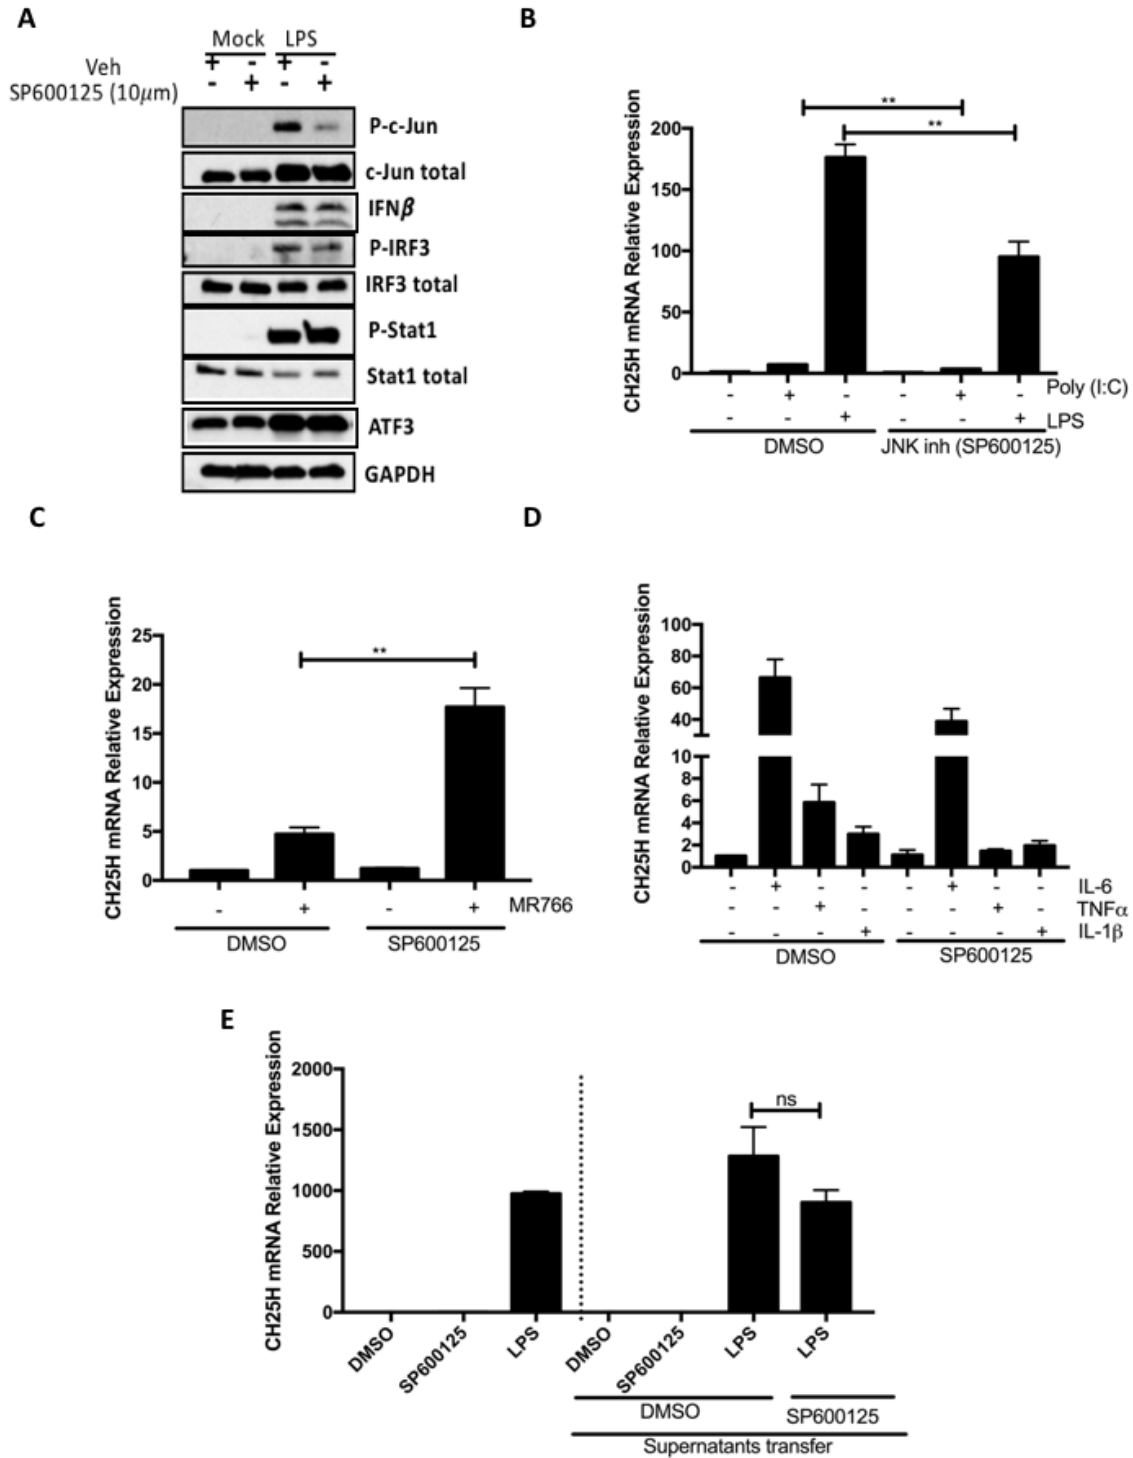 A
Mock LPS
Veh + - + -
SP600125 (10µm) - + - +
P-c-Jun
c-Jun total
IFNβ
P-IRF3
IRF3 total
P-Stat1
Stat1 total
ATF3
GAPDH
B
CH25H mRNA Relative Expression
200
150
100
50
0
**
**
- + - - + - Poly (I:C)
- - + - - + LPS
DMSO JNK inh (SP600125)
C
CH25H mRNA Relative Expression
25
20
15
10
5
0
**
- + - + MR766
DMSO SP600125
D
CH25H mRNA Relative Expression
100
80
60
40
10
8
6
4
2
0
- + - - - + - - IL-6
- - + - - - + - TNFα
- - - + - - - + IL-1β
DMSO SP600125
E
CH25H mRNA Relative Expression
2000
1500
1000
500
0
ns
DMSO SP600125 LPS DMSO SP600125 LPS LPS
DMSO SP600125
Supernatants transfer